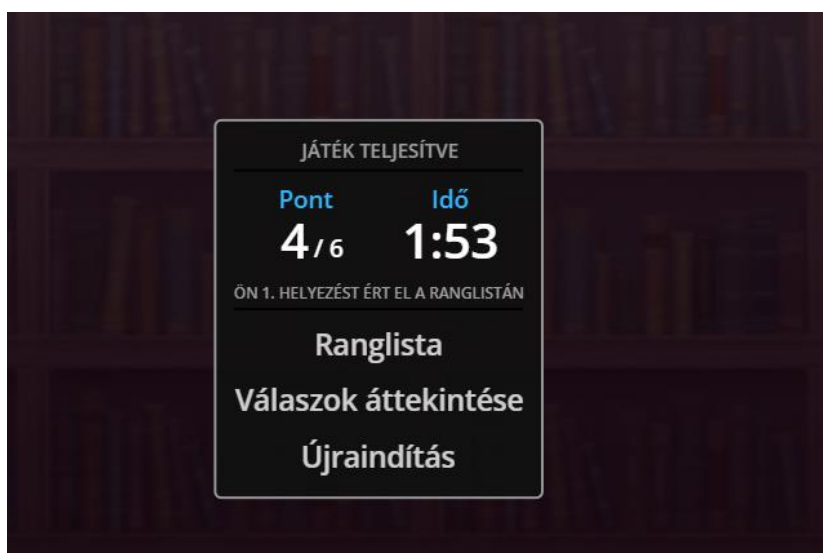 JÁTÉK TELJESÍTVE
Pont Idő
4 / 6 1:53
ÖN 1. HELYEZÉST ÉRT EL A RANGLISTÁN
Ranglista
Válaszok áttekintése
Újraindítás